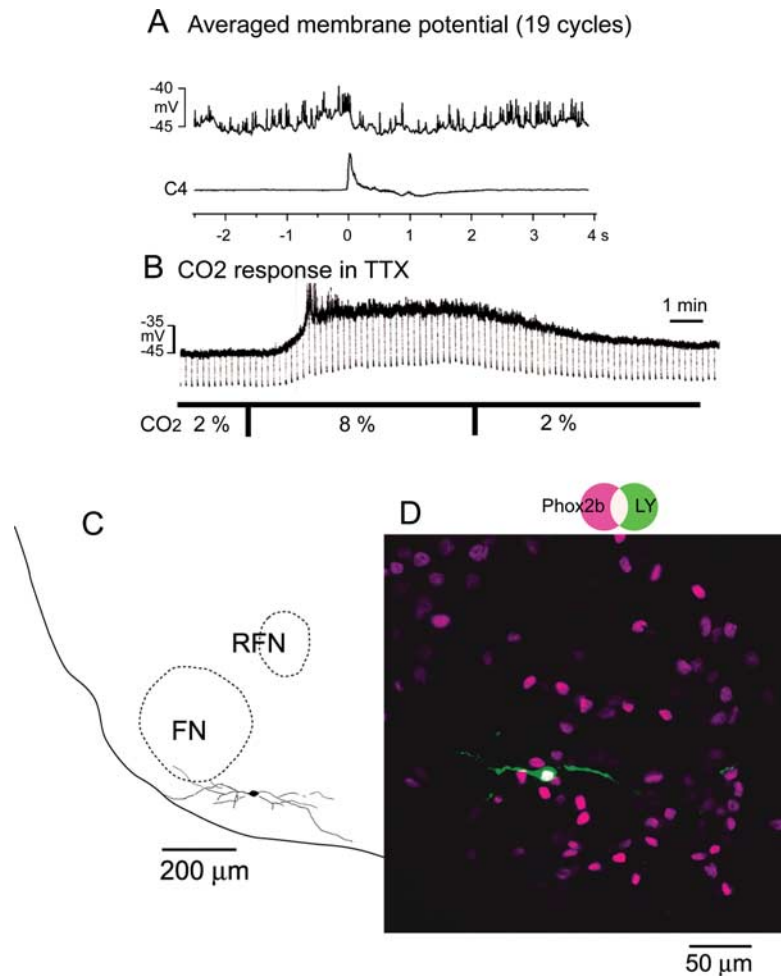 A Averaged membrane potential (19 cycles)
-40
mV
-45
C4
-2 -1 0 1 2 3 4 s
B CO2 response in TTX
-35
mV
-45
1 min
CO2 2 % 8 % 2 %
C
RFN
FN
200 µm
D
Phox2b LY
50 µm